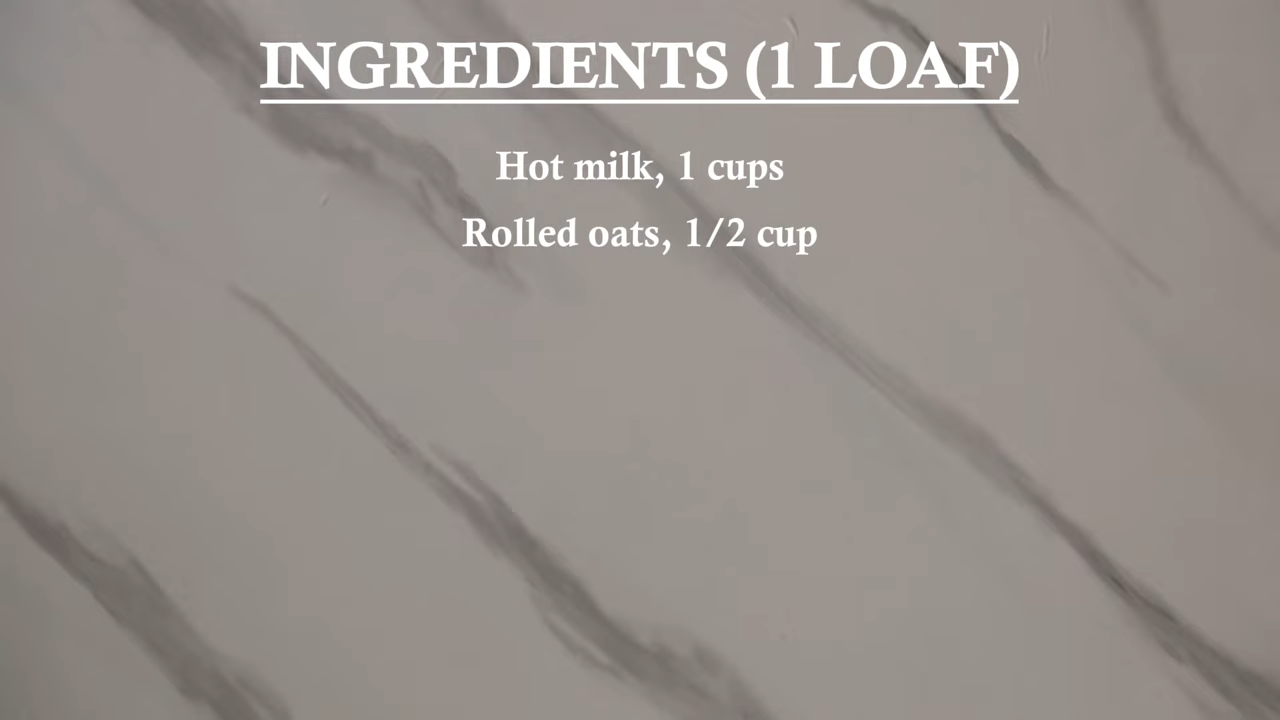 INGREDIENTS (1 LOAF)
Hot milk, 1 cups
Rolled oats, 1/2 cup